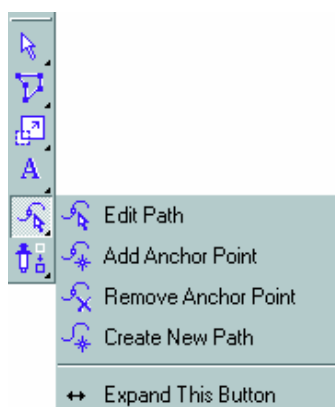 A
Edit Path
Add Anchor Point
Remove Anchor Point
Create New Path
Expand This Button